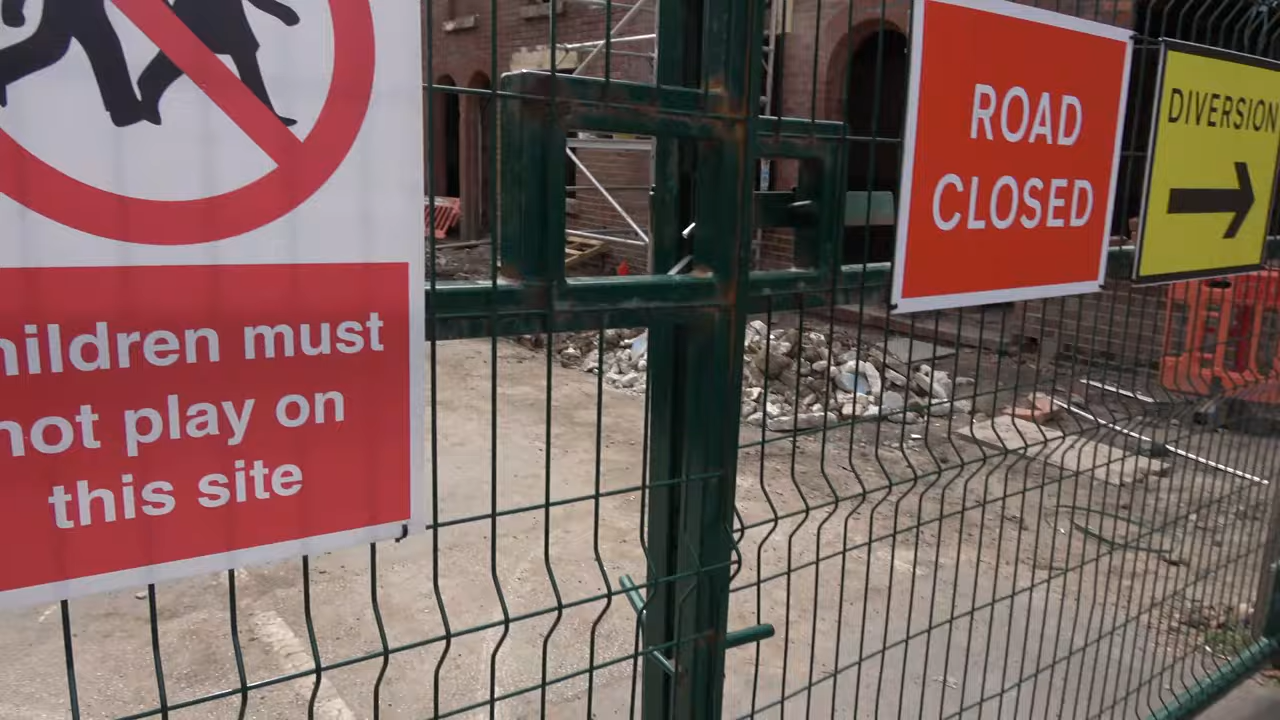 hildren must
not play on
this site
ROAD
CLOSED
DIVERSION